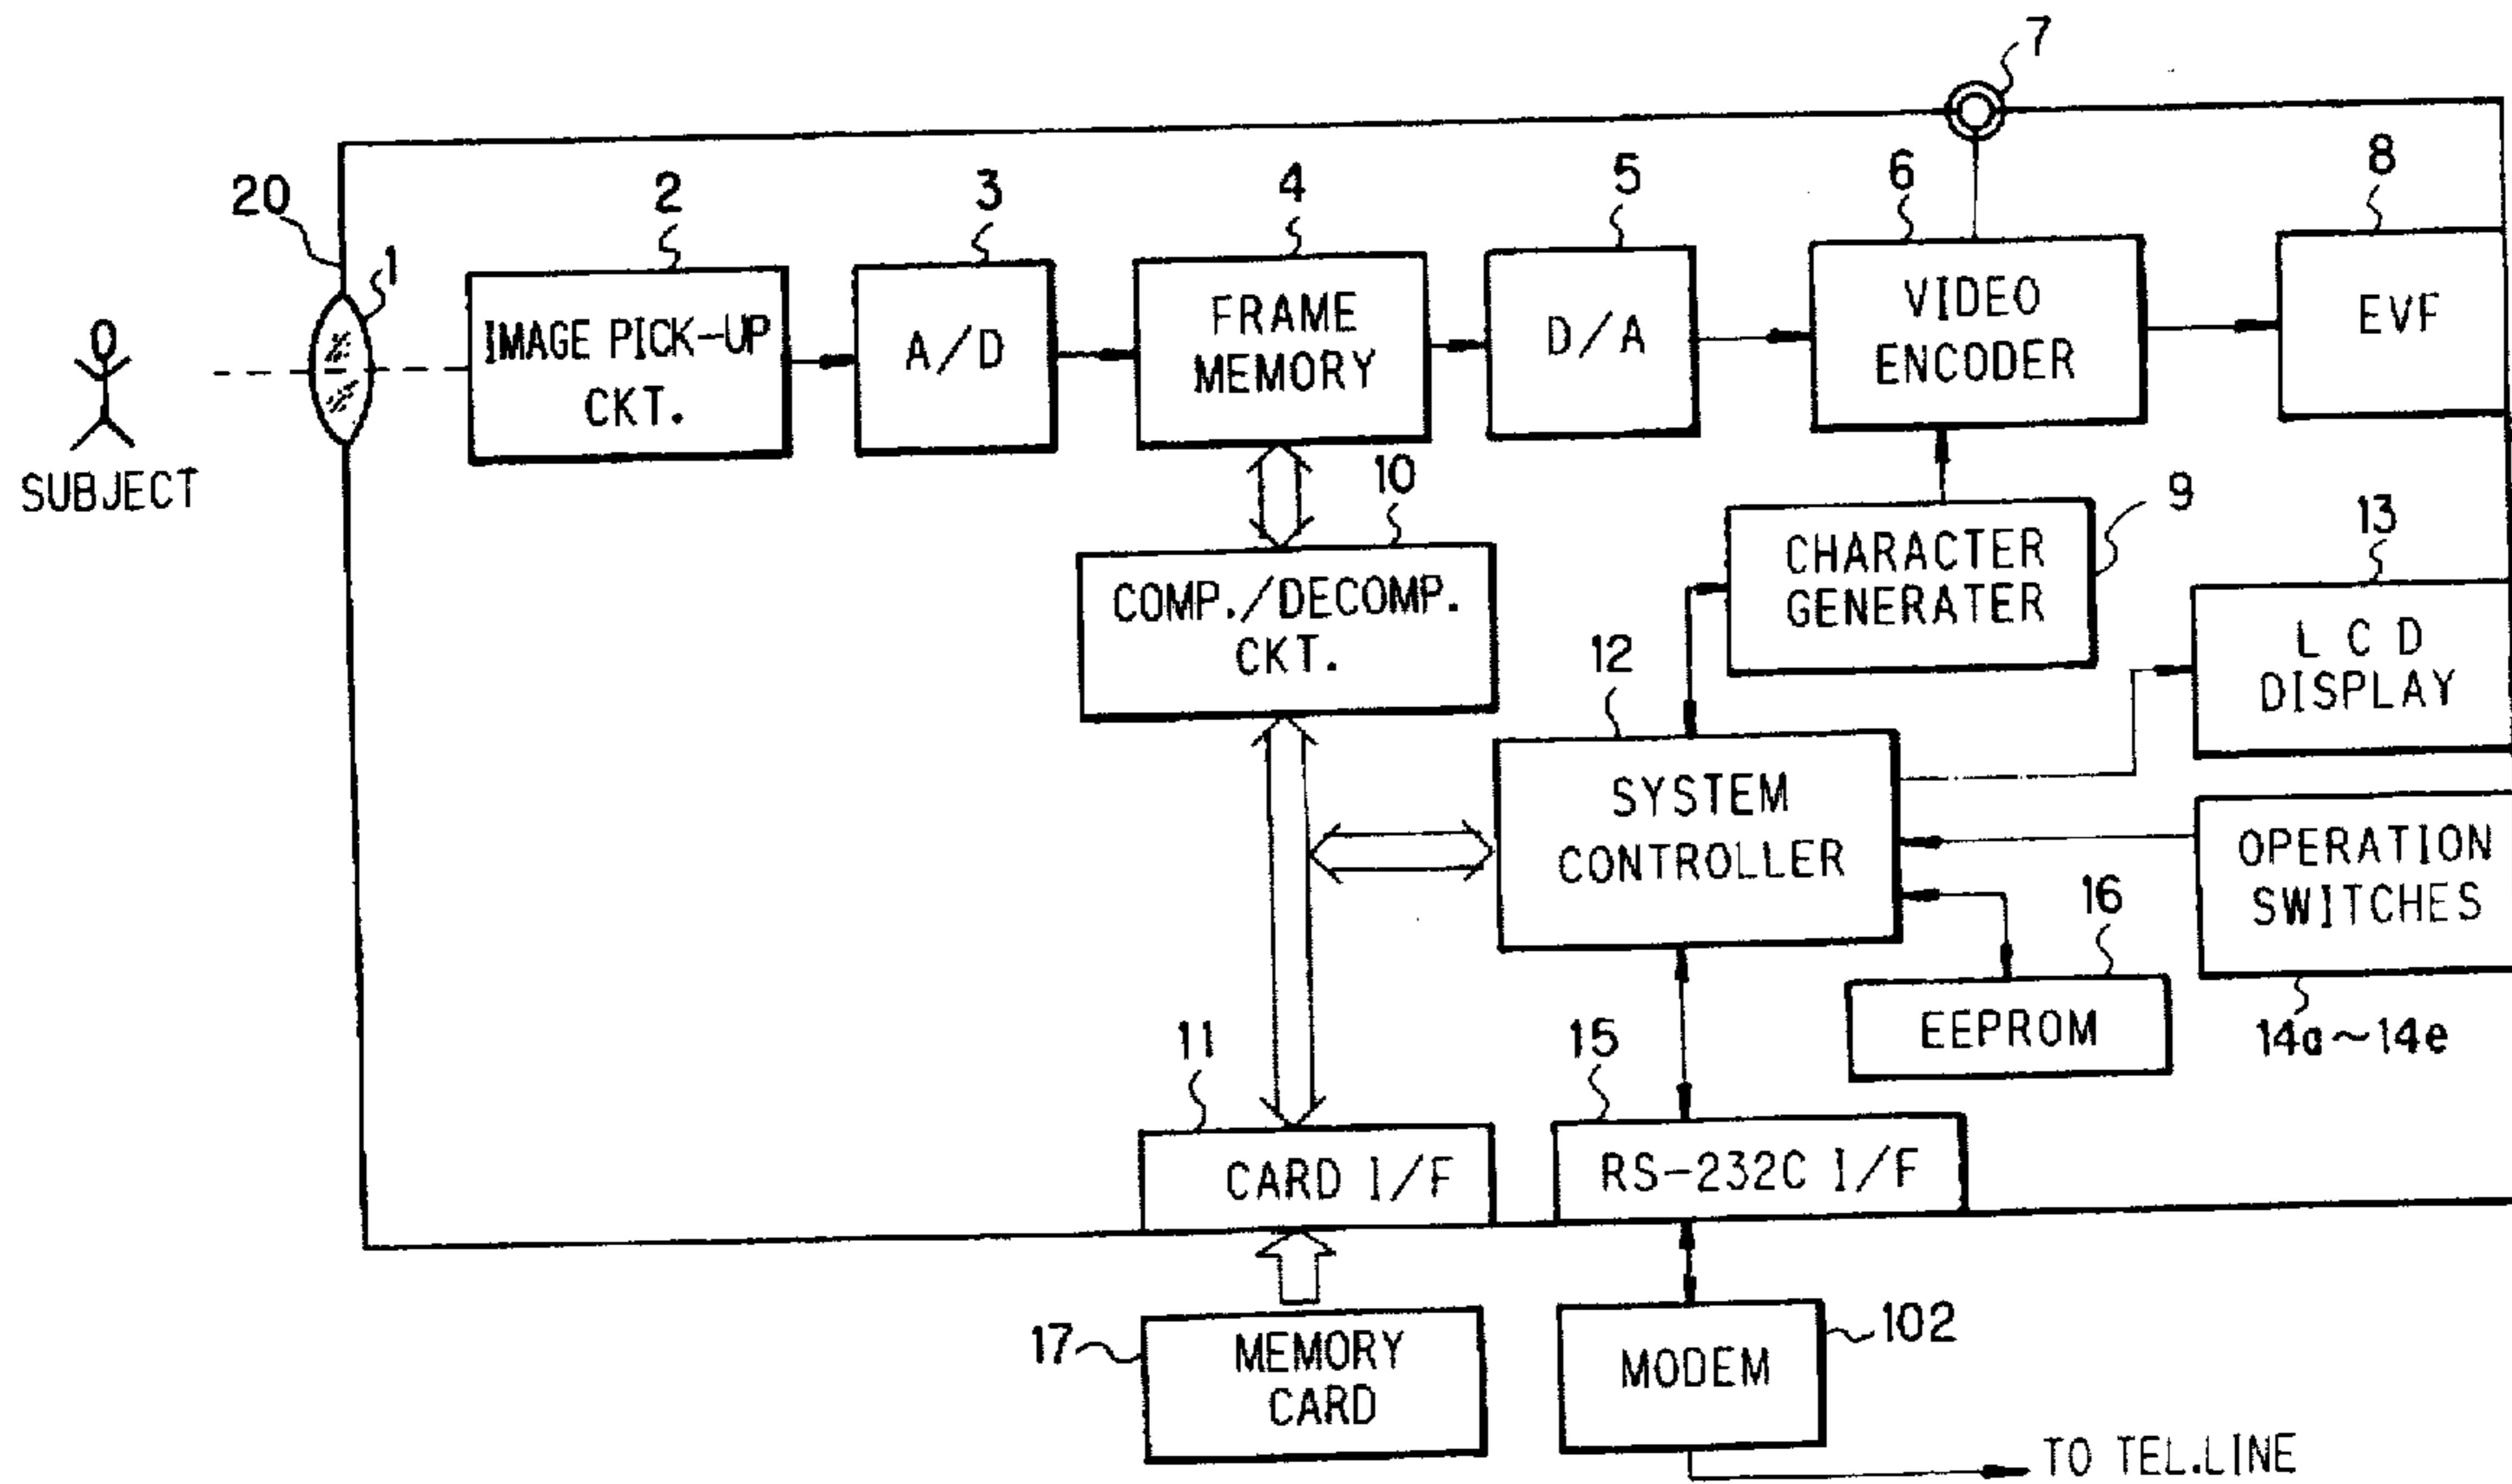 7
20
1
2
3
4
5
6
8
IMAGE PICK-UP
CKT.
A/D
FRAME
MEMORY
D/A
VIDEO
ENCODER
EVF
SUBJECT
10
9
13
COMP./DECOMP.
CKT.
CHARACTER
GENERATER
12
L C D
DISPLAY
SYSTEM
CONTROLLER
OPERATION
SWITCHES
16
14a~14e
11
15
EEPROM
CARD I/F
RS-232C I/F
17
MEMORY
CARD
MODEM
102
TO TEL.LINE